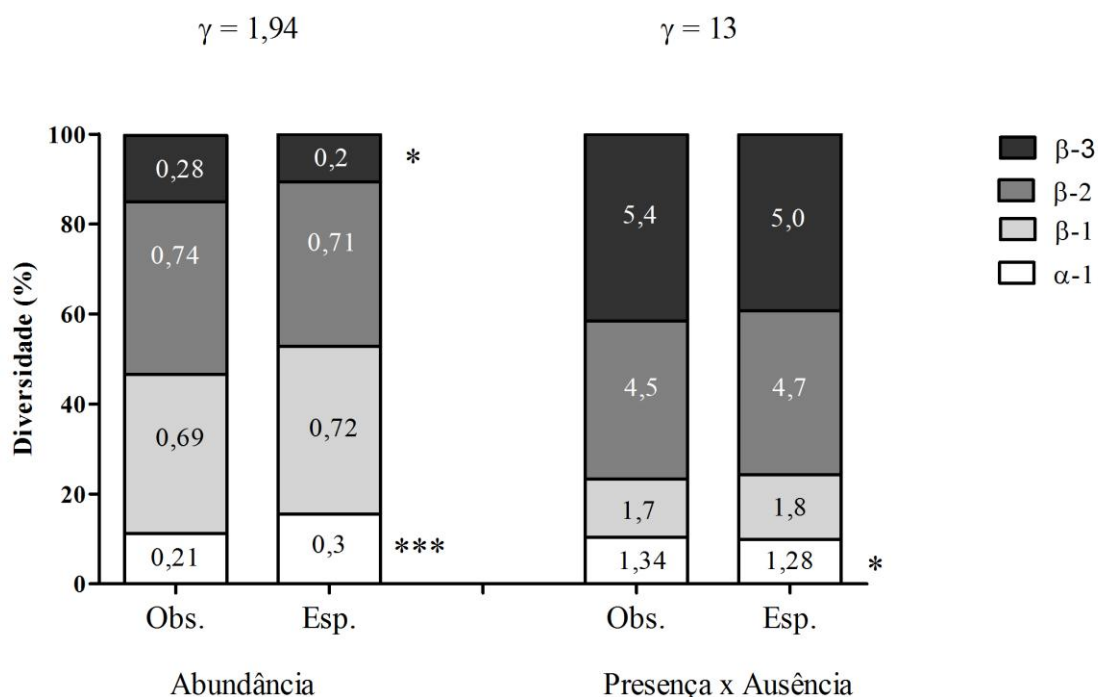 γ = 1,94
γ = 13
Diversidade (%)
100
80
60
40
20
0
0,28
0,74
0,69
0,21
0,2
0,71
0,72
0,3
*
***
5,4
4,5
1,7
1,34
5,0
4,7
1,8
1,28
*
β-3
β-2
β-1
α-1
Obs.
Esp.
Obs.
Esp.
Abundância
Presença x Ausência